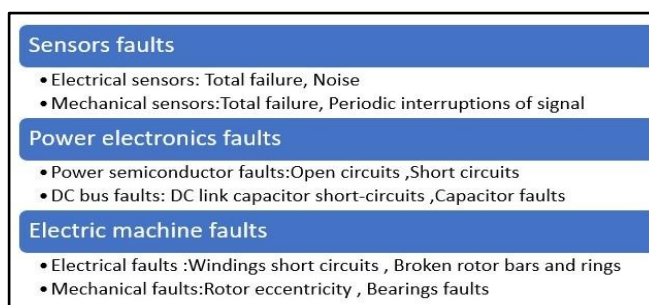 Sensors faults
• Electrical sensors: Total failure, Noise
• Mechanical sensors:Total failure, Periodic interruptions of signal
Power electronics faults
• Power semiconductor faults:Open circuits ,Short circuits
• DC bus faults: DC link capacitor short-circuits ,Capacitor faults
Electric machine faults
• Electrical faults :Windings short circuits , Broken rotor bars and rings
• Mechanical faults:Rotor eccentricity , Bearings faults